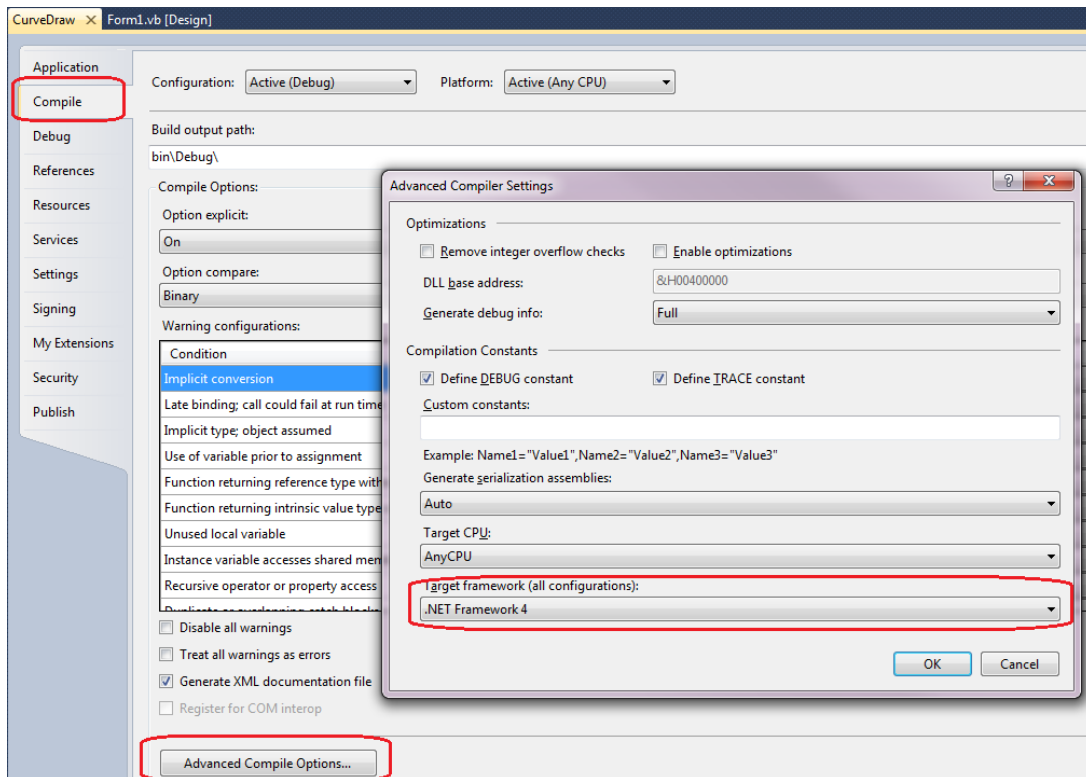 CurveDraw
Form1.vb [Design]
Application
Compile
Debug
References
Resources
Services
Settings
Signing
My Extensions
Security
Publish
Configuration: Active (Debug) Platform: Active (Any CPU)
Build output path:
bin\Debug\
Compile Options:
Option explicit:
On
Option compare:
Binary
Warning configurations:
Condition
Implicit conversion
Late binding; call could fail at run time
Implicit type; object assumed
Use of variable prior to assignment
Function returning reference type with
Function returning intrinsic value type
Unused local variable
Instance variable accesses shared mem
Recursive operator or property access
Duplicate or overlapping catch blocks
Disable all warnings
Treat all warnings as errors
Generate XML documentation file
Register for COM interop
Advanced Compile Options...
Advanced Compiler Settings
Optimizations
Remove integer overflow checks Enable optimizations
DLL base address: &H00400000
Generate debug info: Full
Compilation Constants
Define DEBUG constant Define TRACE constant
Custom constants:
Example: Name1="Value1",Name2="Value2",Name3="Value3"
Generate serialization assemblies:
Auto
Target CPU:
AnyCPU
Target framework (all configurations):
.NET Framework 4
OK Cancel